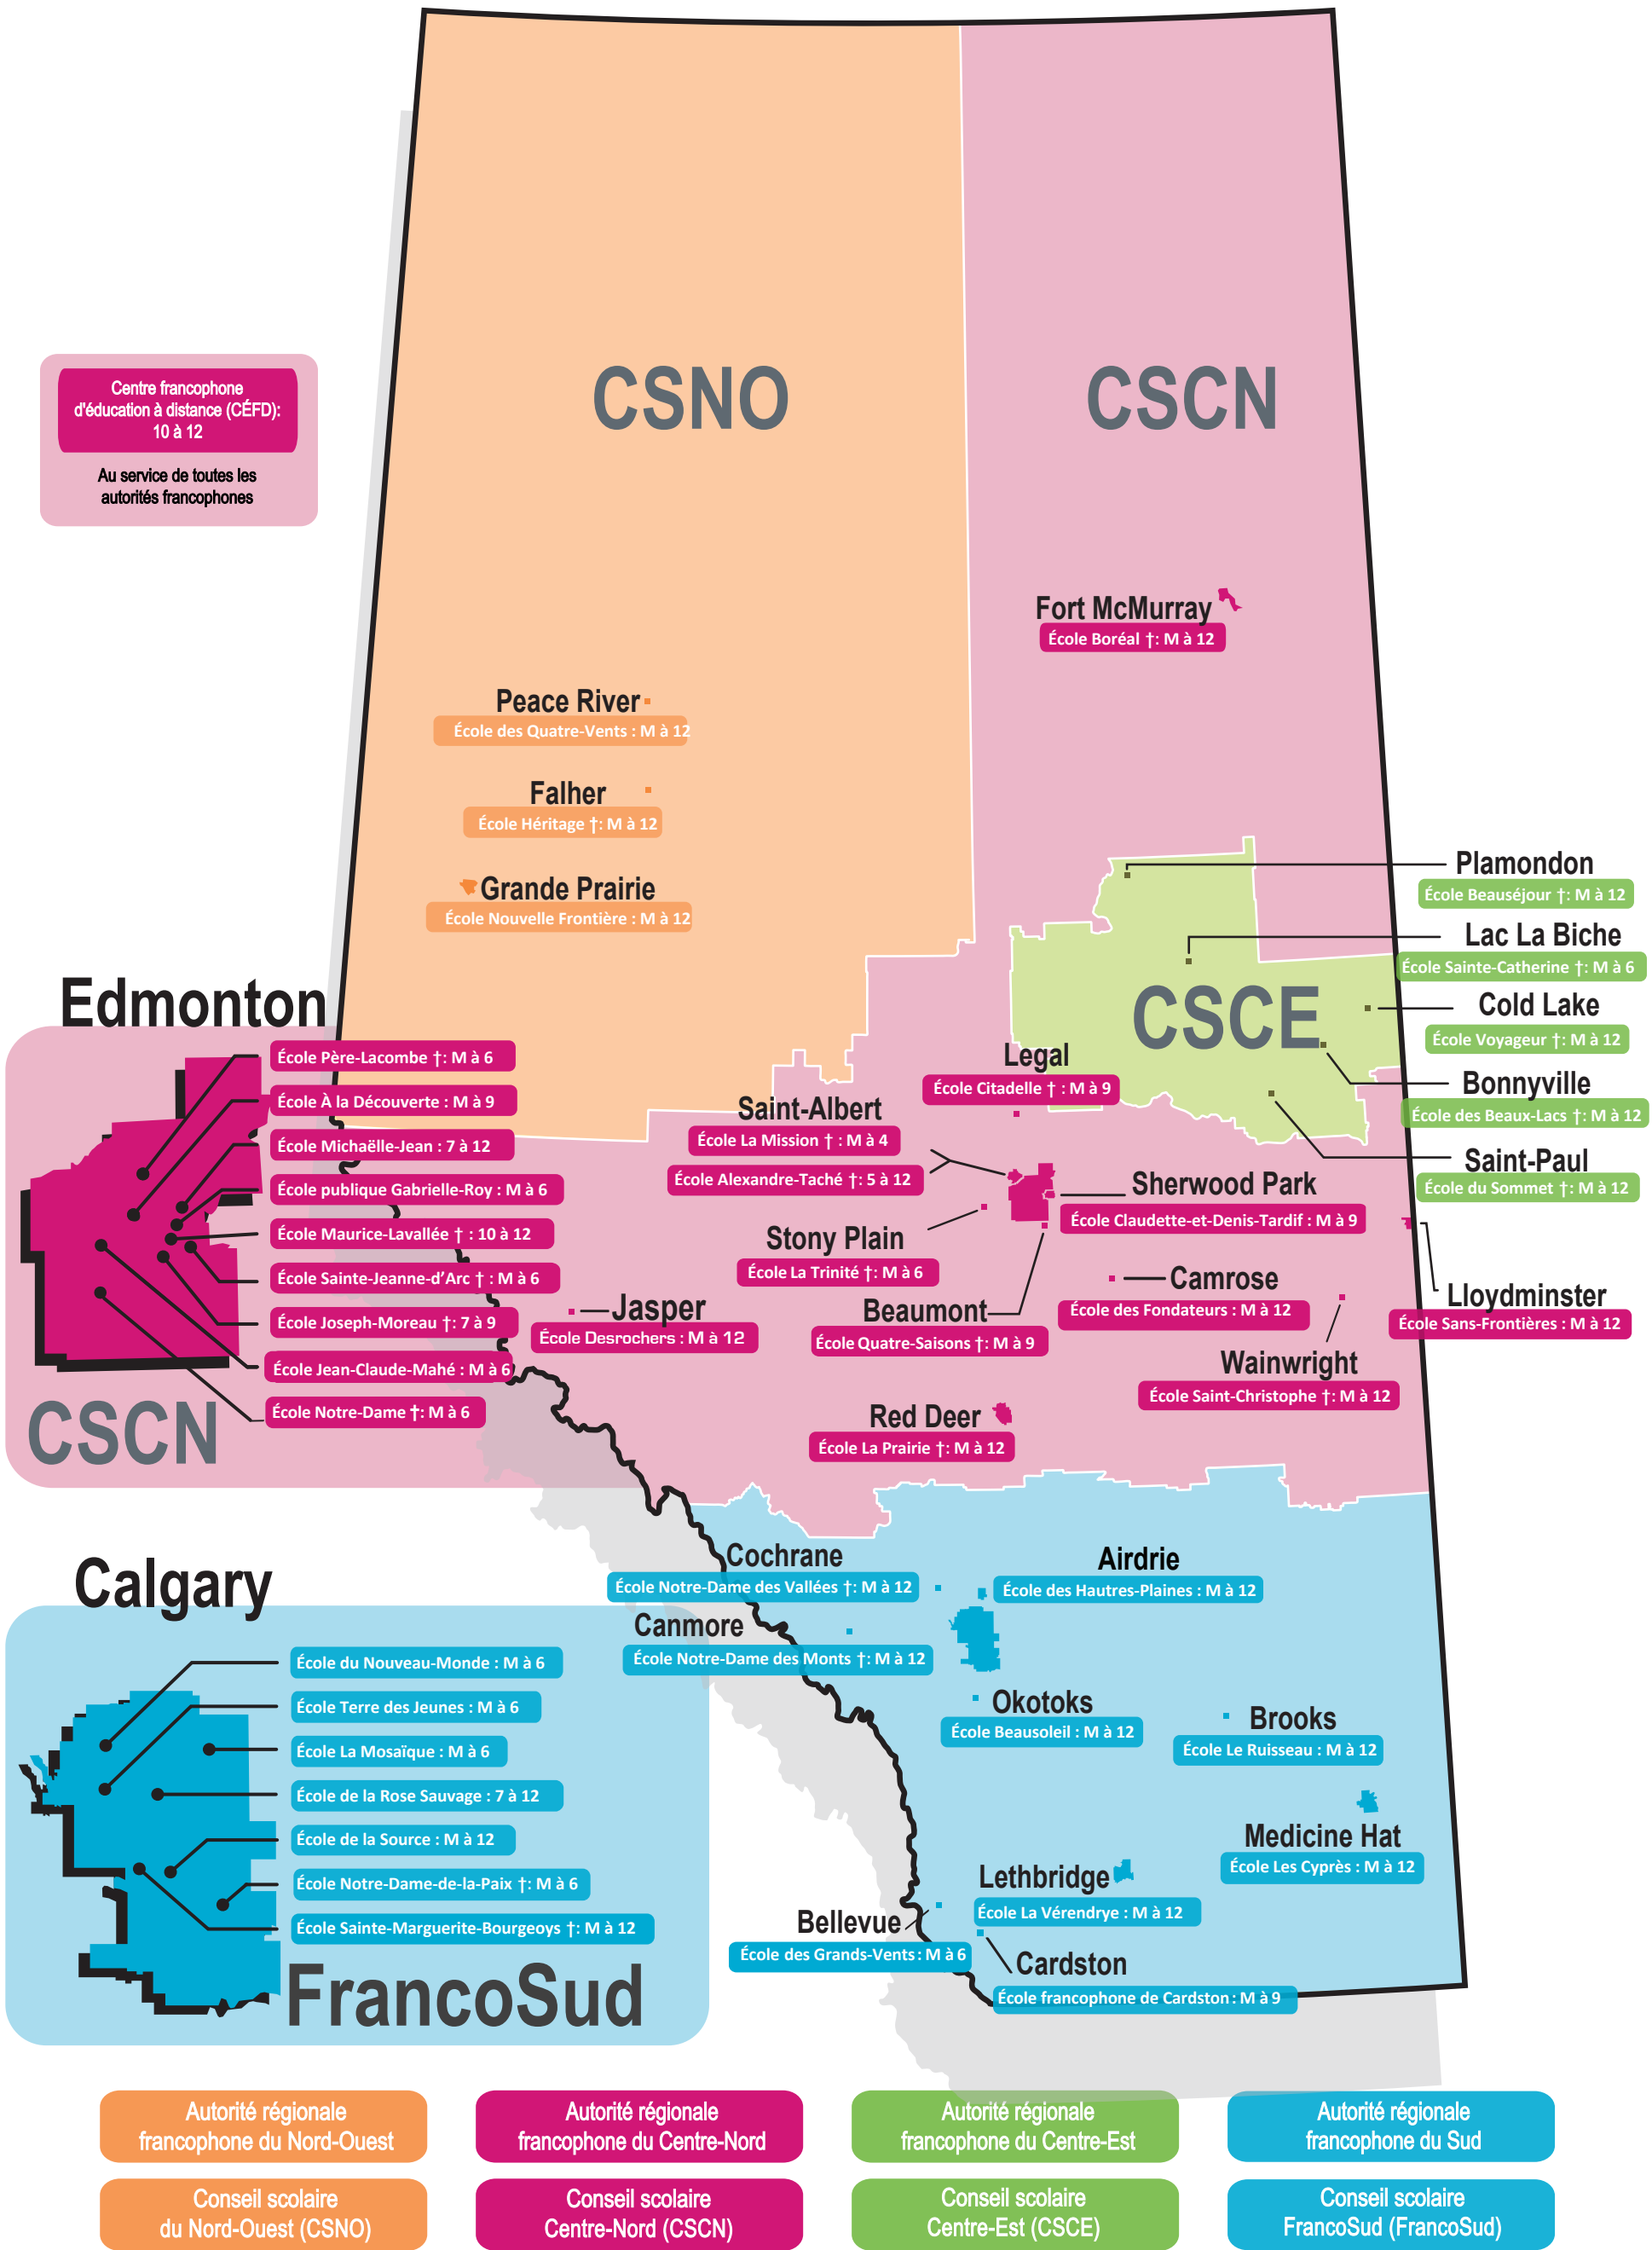 CSNO
CSCN
Centre francophone
d'éducation à distance (CÉFD):
10 à 12
Au service de toutes les
autorités francophones
Fort McMurray
École Boréal †: M à 12
Peace River
École des Quatre-Vents : M à 12
Falher
École Héritage †: M à 12
Grande Prairie
École Nouvelle Frontière : M à 12
Plamondon
École Beauséjour †: M à 12
Lac La Biche
École Sainte-Catherine †: M à 6
CSCE
Cold Lake
École Voyageur †: M à 12
Bonnyville
École des Beaux-Lacs †: M à 12
Saint-Paul
École du Sommet †: M à 12
Edmonton
École Père-Lacombe †: M à 6
École À la Découverte : M à 9
École Michaëlle-Jean : 7 à 12
École publique Gabrielle-Roy : M à 6
École Maurice-Lavallée † : 10 à 12
École Sainte-Jeanne-d’Arc † : M à 6
École Joseph-Moreau †: 7 à 9
École Jean-Claude-Mahé : M à 6
École Notre-Dame †: M à 6
CSCN
Legal
École Citadelle † : M à 9
Saint-Albert
École La Mission † : M à 4
École Alexandre-Taché †: 5 à 12
Sherwood Park
École Claudette-et-Denis-Tardif : M à 9
Stony Plain
École La Trinité †: M à 6
Camrose
École des Fondateurs : M à 12
Jasper
École Desrochers : M à 12
Beaumont
École Quatre-Saisons †: M à 9
Lloydminster
École Sans-Frontières : M à 12
Wainwright
École Saint-Christophe †: M à 12
Red Deer
École La Prairie †: M à 12
Calgary
École du Nouveau-Monde : M à 6
École Terre des Jeunes : M à 6
École La Mosaïque : M à 6
École de la Rose Sauvage : 7 à 12
École de la Source : M à 12
École Notre-Dame-de-la-Paix †: M à 6
École Sainte-Marguerite-Bourgeoys †: M à 12
FrancoSud
Cochrane
École Notre-Dame des Vallées †: M à 12
Airdrie
École des Hautres-Plaines : M à 12
Canmore
École Notre-Dame des Monts †: M à 12
Okotoks
École Beausoleil : M à 12
Brooks
École Le Ruisseau : M à 12
Medicine Hat
École Les Cyprès : M à 12
Lethbridge
École La Vérendrye : M à 12
Bellevue
École des Grands-Vents : M à 6
Cardston
École francophone de Cardston : M à 9
Autorité régionale
francophone du Nord-Ouest
Autorité régionale
francophone du Centre-Nord
Autorité régionale
francophone du Centre-Est
Autorité régionale
francophone du Sud
Conseil scolaire
du Nord-Ouest (CSNO)
Conseil scolaire
Centre-Nord (CSCN)
Conseil scolaire
Centre-Est (CSCE)
Conseil scolaire
FrancoSud (FrancoSud)